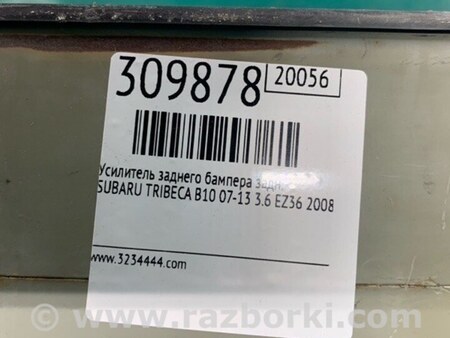 309878
20056
Усилитель заднего бампера
SUBARU TRIBECA B10 07-13 3.6 EZ36 2008
www.3234444.com
www.razborki.com